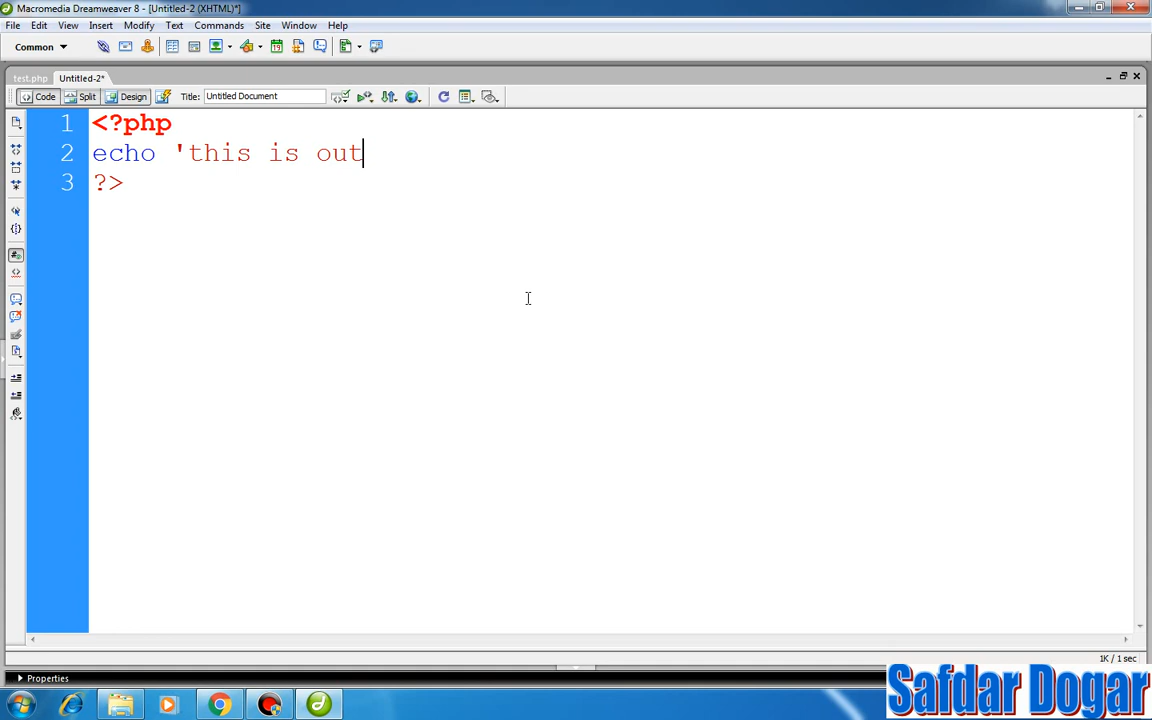 Macromedia Dreamweaver 8 - [Untitled-2 (XHTML)*]
File Edit View Insert Modify Text Commands Site Window Help
Common
test.php Untitled-2*
Code Split Design Title: Untitled Document
1 <?php
2 echo 'this is out
3 ?>
1K / 1 sec
Properties
Safdar Dogar